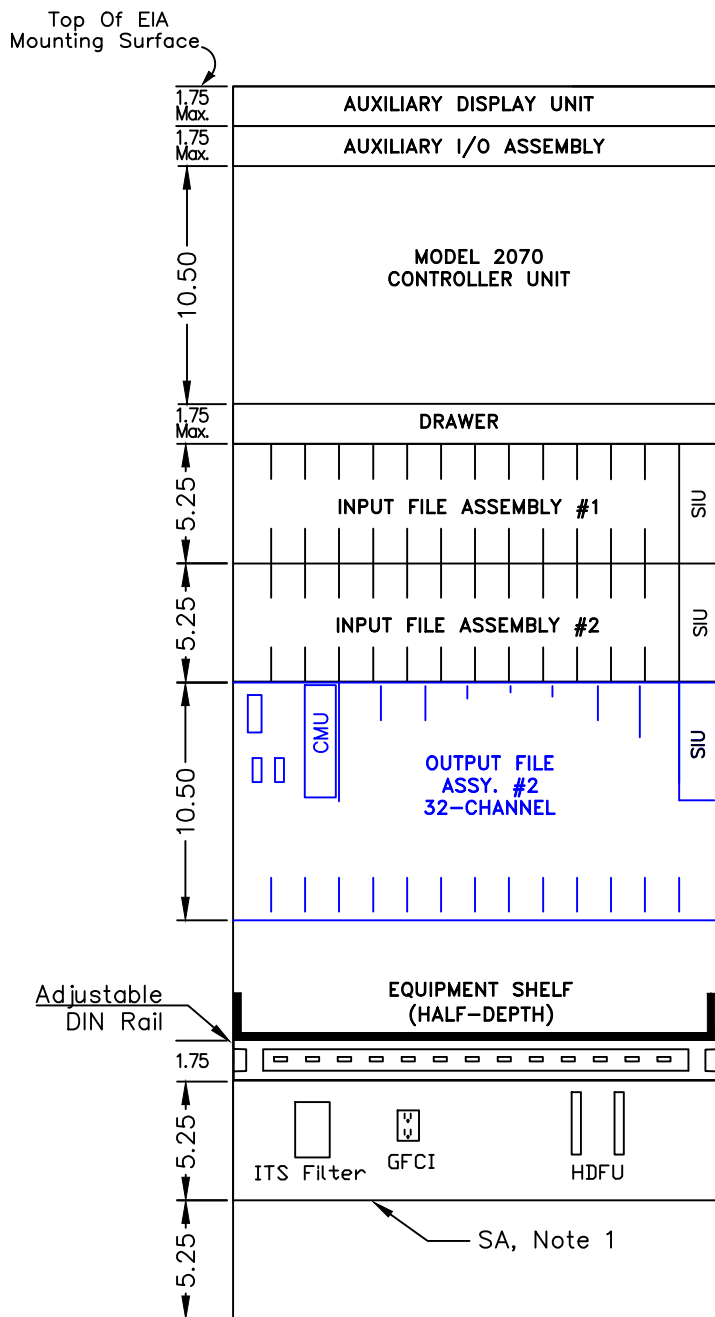 Top Of EIA
Mounting Surface
1.75
Max.
AUXILIARY DISPLAY UNIT
1.75
Max.
AUXILIARY I/O ASSEMBLY
10.50
MODEL 2070
CONTROLLER UNIT
1.75
Max.
DRAWER
5.25
INPUT FILE ASSEMBLY #1
SIU
5.25
INPUT FILE ASSEMBLY #2
SIU
10.50
CMU
OUTPUT FILE
ASSY. #2
32-CHANNEL
SIU
EQUIPMENT SHELF
(HALF-DEPTH)
Adjustable
DIN Rail
1.75
5.25
ITS Filter
GFCI
HDFU
5.25
SA, Note 1